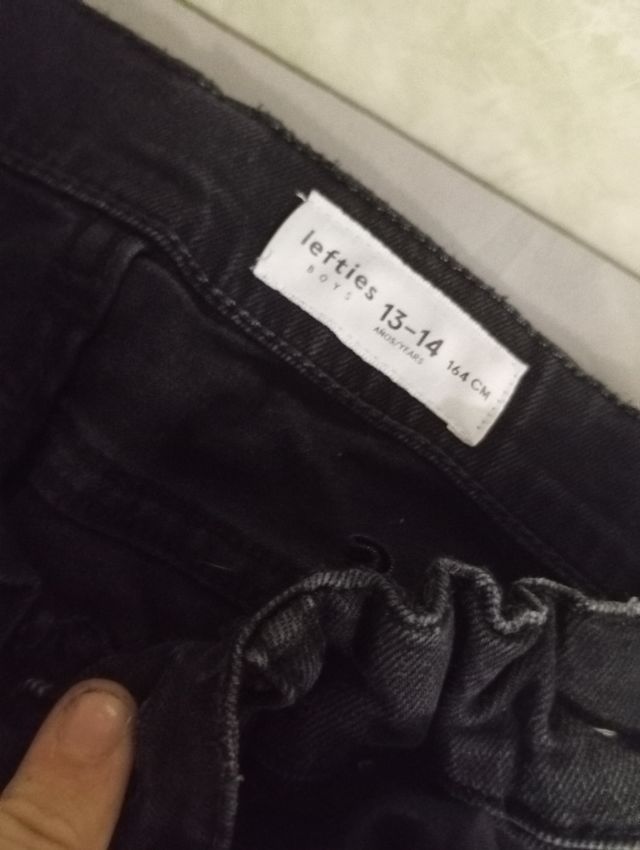 lefties
BOYS
13-14
AÑOS/YEARS
164 CM